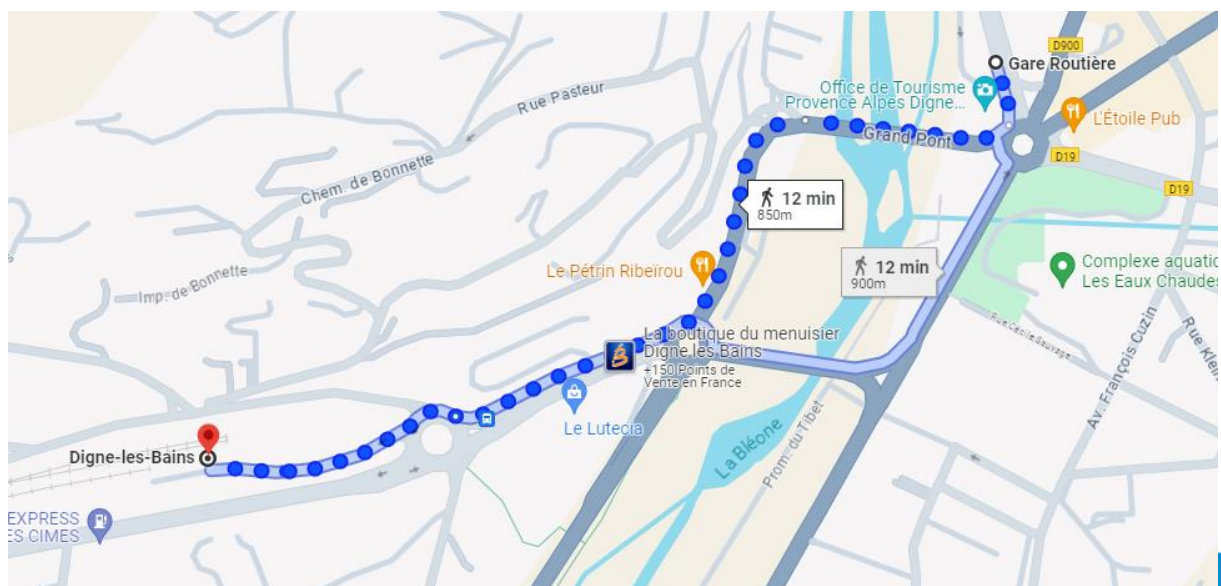 D900
Gare Routière
Office de Tourisme
Provence Alpes Digne...
Rue Pasteur
L'Étoile Pub
Grand Pont
D19
Chem. de Bonnette
D19
12 min
850m
Le Pétrin Ribeïrou
12 min
900m
Complexe aquatic
Les Eaux Chaudes
Imp. de Bonnette
La boutique du menuisier
Digne les Bains
+150 Points de
Vente en France
Rue Cécile Sauvage
Rue Klein
Av. François Cuzin
Le Lutecia
La Bléone
Prom. du Tibet
Digne-les-Bains
EXPRESS
ES CIMES